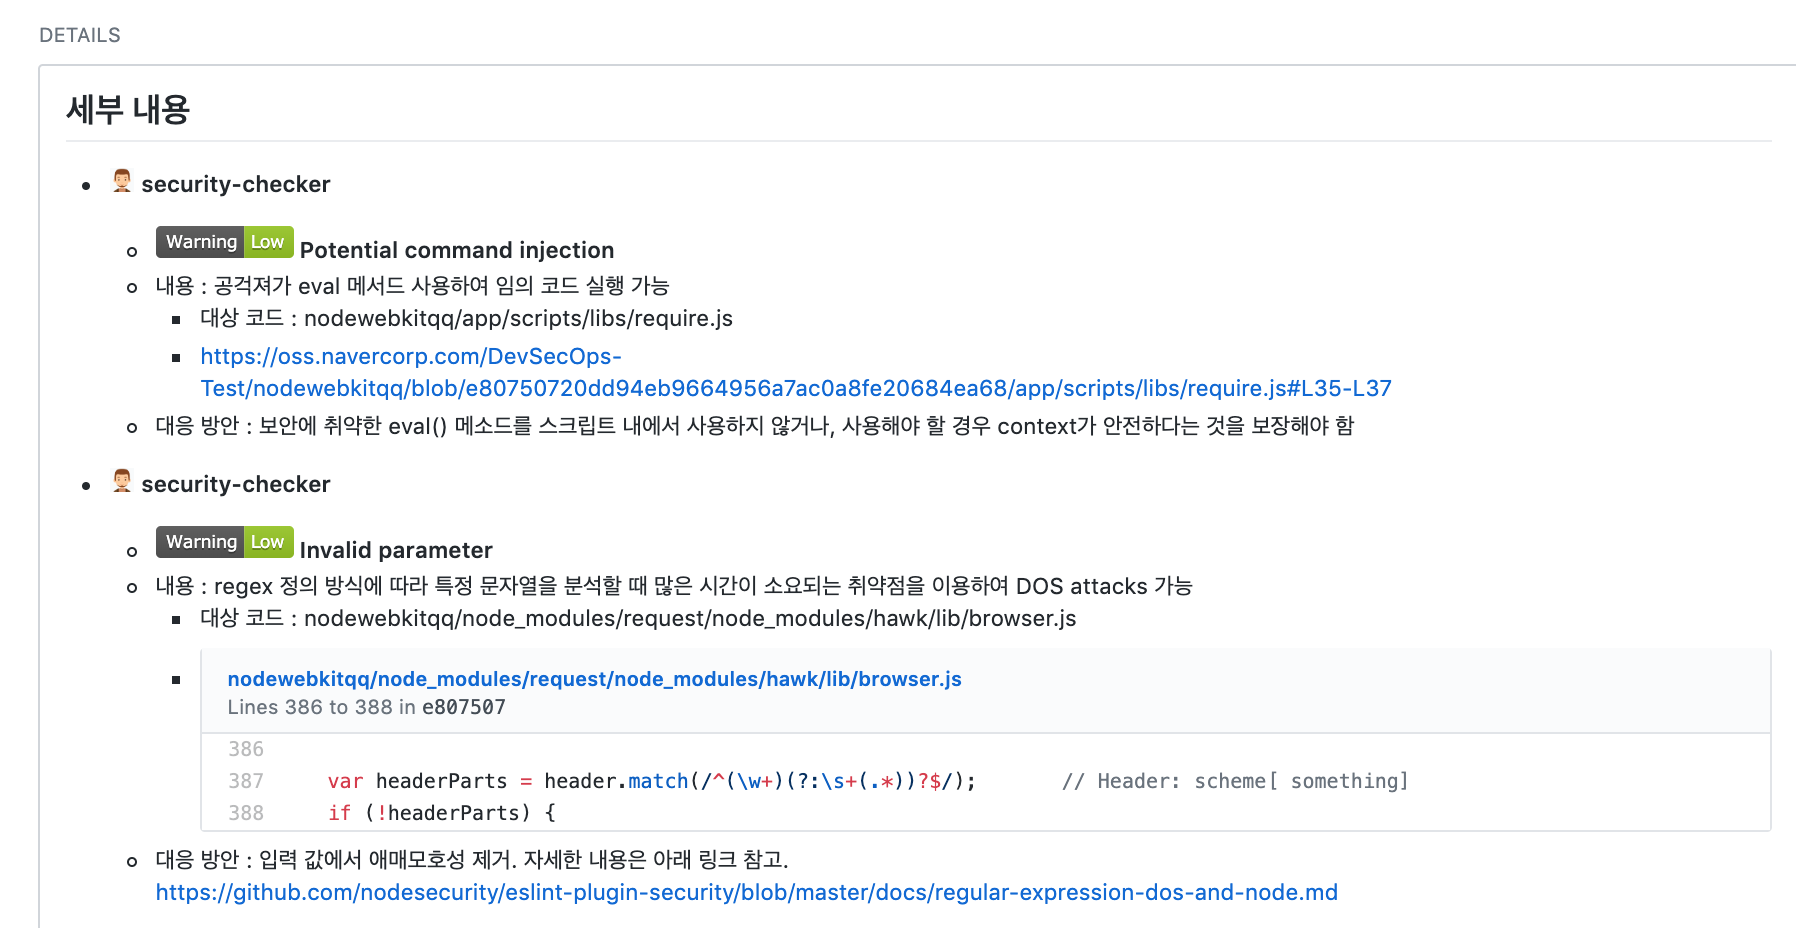 DETAILS
세부 내용
security-checker
Warning Low Potential command injection
내용 : 공격져가 eval 메서드 사용하여 임의 코드 실행 가능
대상 코드 : nodewebkitqq/app/scripts/libs/require.js
https://oss.navercorp.com/DevSecOps-
Test/nodewebkitqq/blob/e80750720dd94eb9664956a7ac0a8fe20684ea68/app/scripts/libs/require.js#L35-L37
대응 방안 : 보안에 취약한 eval() 메소드를 스크립트 내에서 사용하지 않거나, 사용해야 할 경우 context가 안전하다는 것을 보장해야 함
security-checker
Warning Low Invalid parameter
내용 : regex 정의 방식에 따라 특정 문자열을 분석할 때 많은 시간이 소요되는 취약점을 이용하여 DOS attacks 가능
대상 코드 : nodewebkitqq/node_modules/request/node_modules/hawk/lib/browser.js
nodewebkitqq/node_modules/request/node_modules/hawk/lib/browser.js
Lines 386 to 388 in e807507
386
387 var headerParts = header.match(/^(\w+)(?:\s+(.*))?$/); // Header: scheme[ something]
388 if (!headerParts) {
대응 방안 : 입력 값에서 애매모호성 제거. 자세한 내용은 아래 링크 참고.
https://github.com/nodesecurity/eslint-plugin-security/blob/master/docs/regular-expression-dos-and-node.md